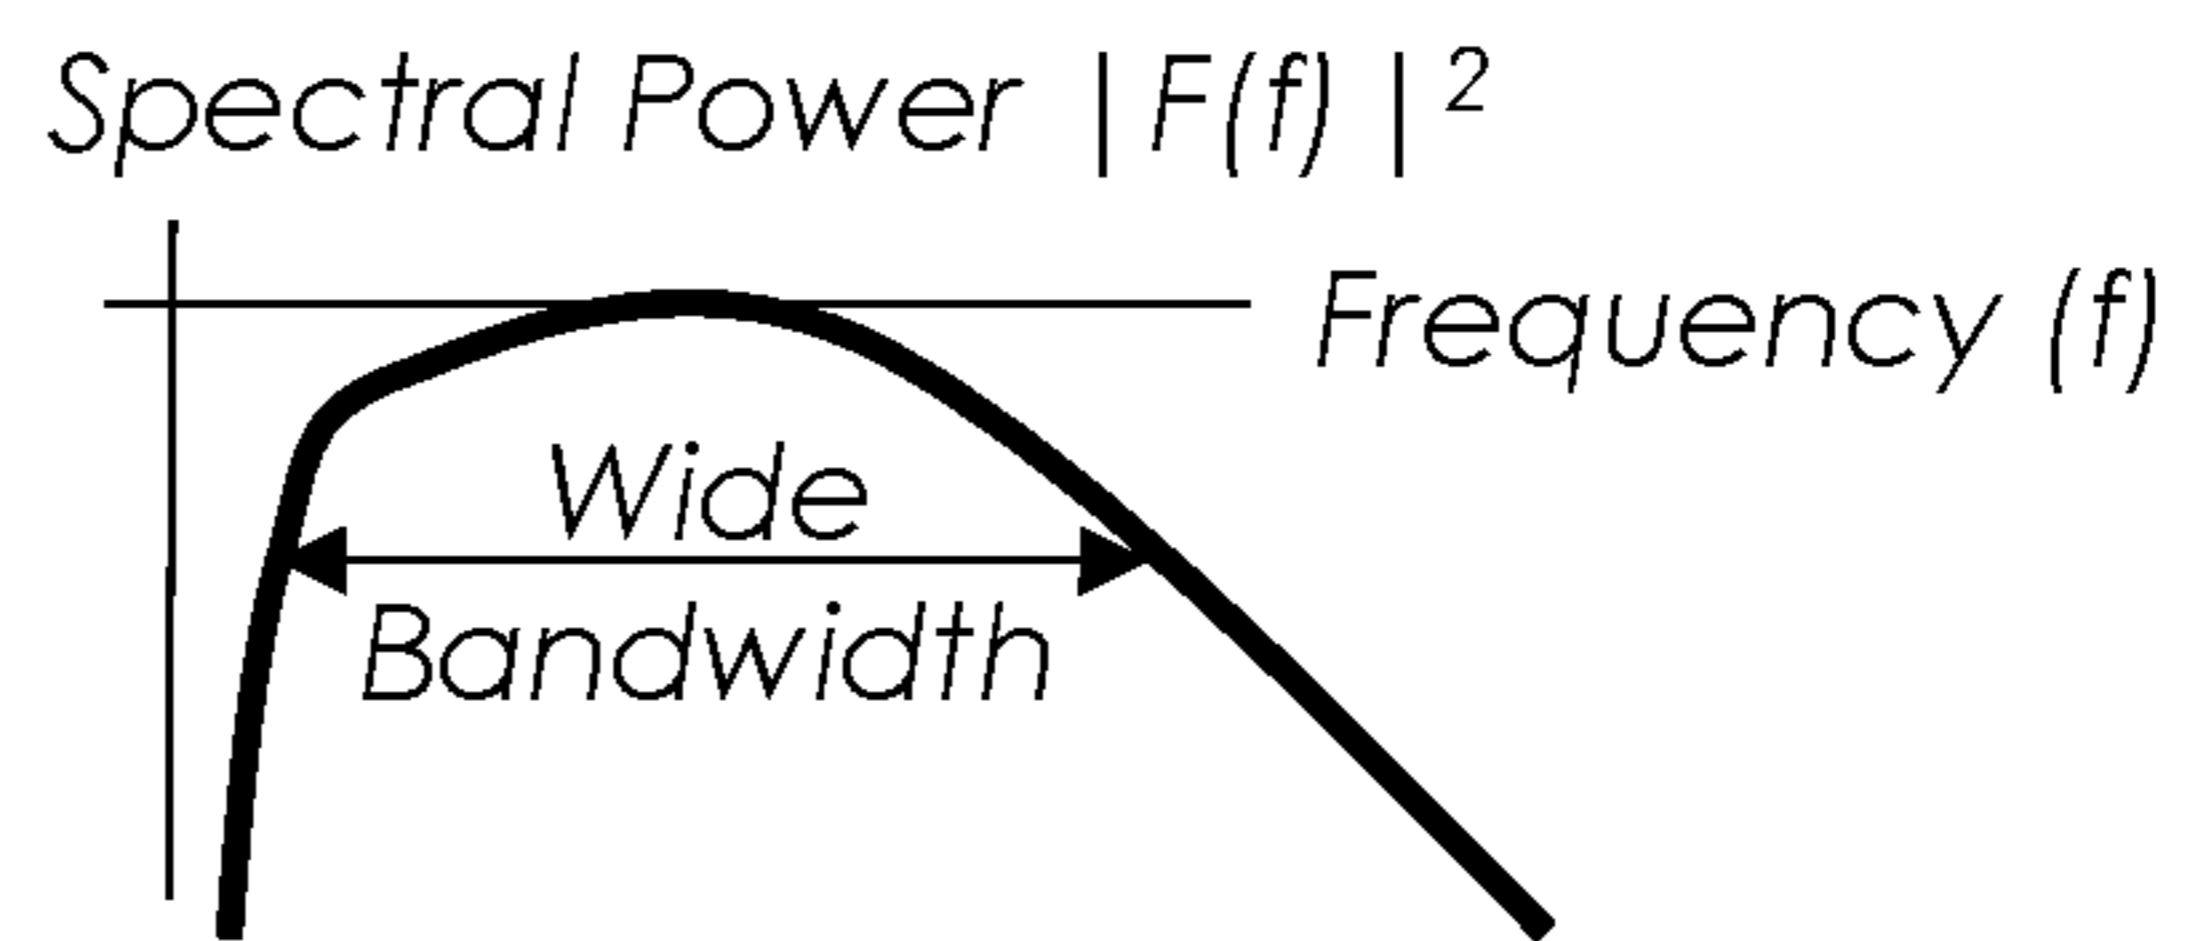 Spectral Power |F(f)|²
Frequency (f)
Wide
Bandwidth